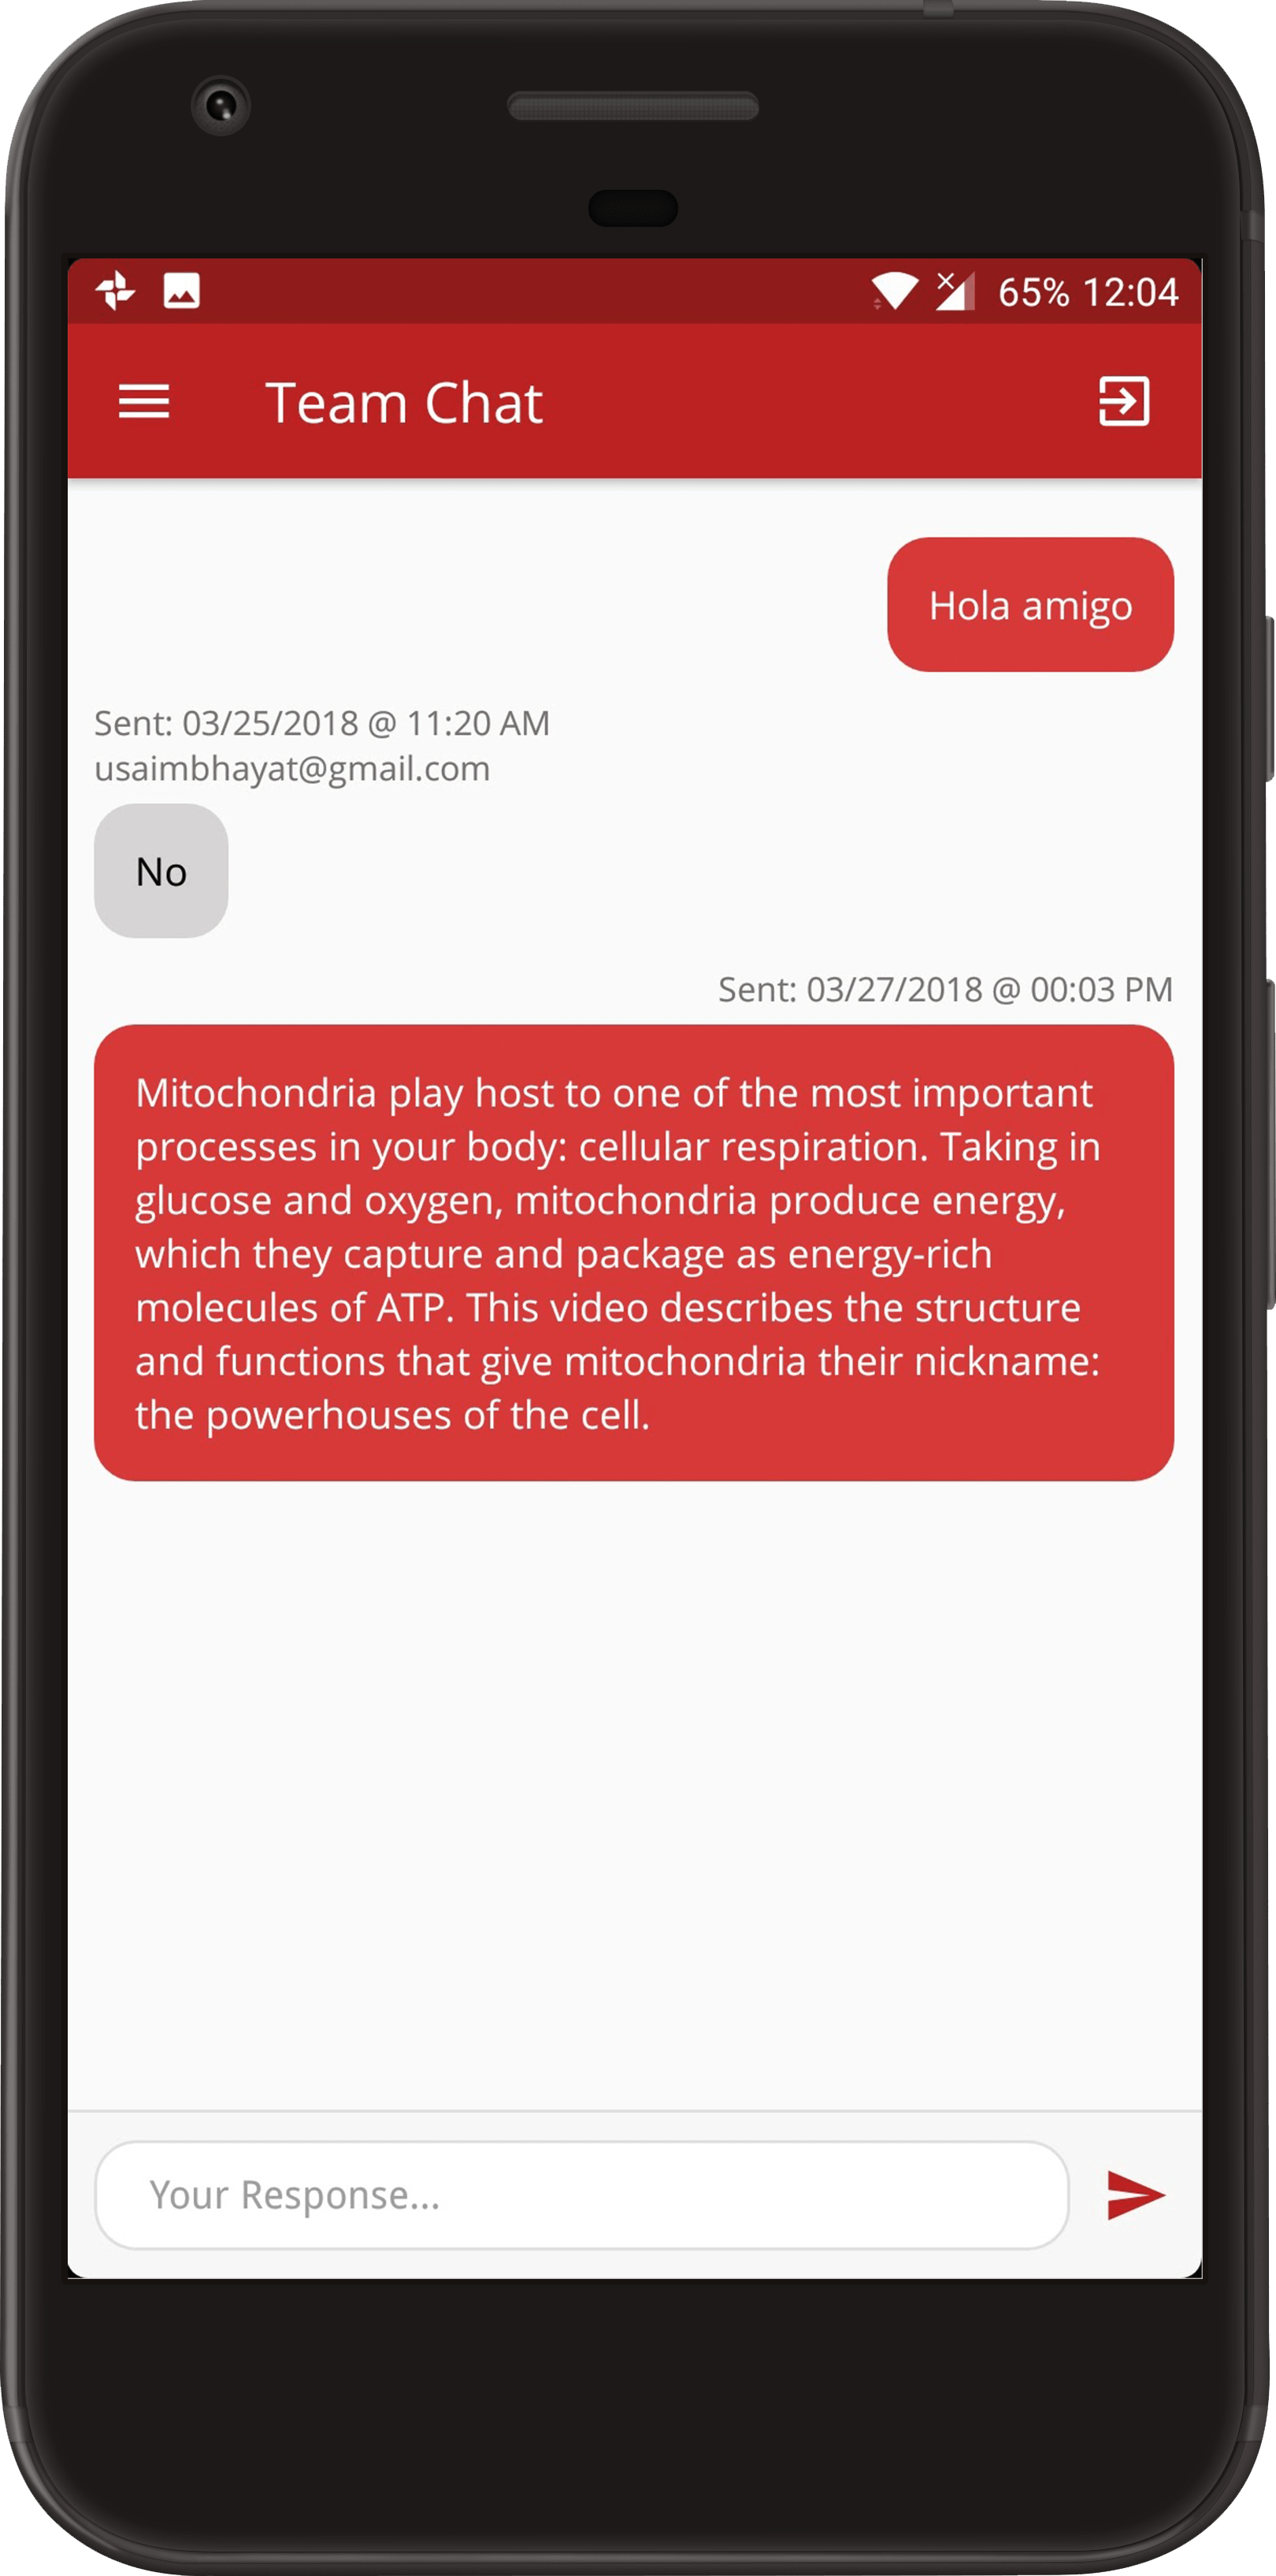 65% 12:04
Team Chat
Hola amigo
Sent: 03/25/2018 @ 11:20 AM
usaimbhayat@gmail.com
No
Sent: 03/27/2018 @ 00:03 PM
Mitochondria play host to one of the most important
processes in your body: cellular respiration. Taking in
glucose and oxygen, mitochondria produce energy,
which they capture and package as energy-rich
molecules of ATP. This video describes the structure
and functions that give mitochondria their nickname:
the powerhouses of the cell.
Your Response...